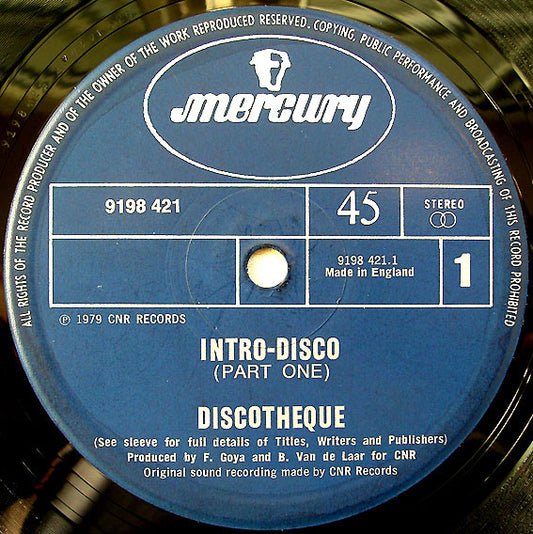 ALL RIGHTS OF THE RECORD PRODUCER AND OF THE OWNER OF THE WORK REPRODUCED RESERVED. COPYING, PUBLIC PERFORMANCE AND BROADCASTING OF THIS RECORD PROHIBITED
mercury
9198 421
45
STEREO
9198 421.1
Made in England
1
℗ 1979 CNR RECORDS
INTRO-DISCO
(PART ONE)
DISCOTHEQUE
(See sleeve for full details of Titles, Writers and Publishers)
Produced by F. Goya and B. Van de Laar for CNR
Original sound recording made by CNR Records